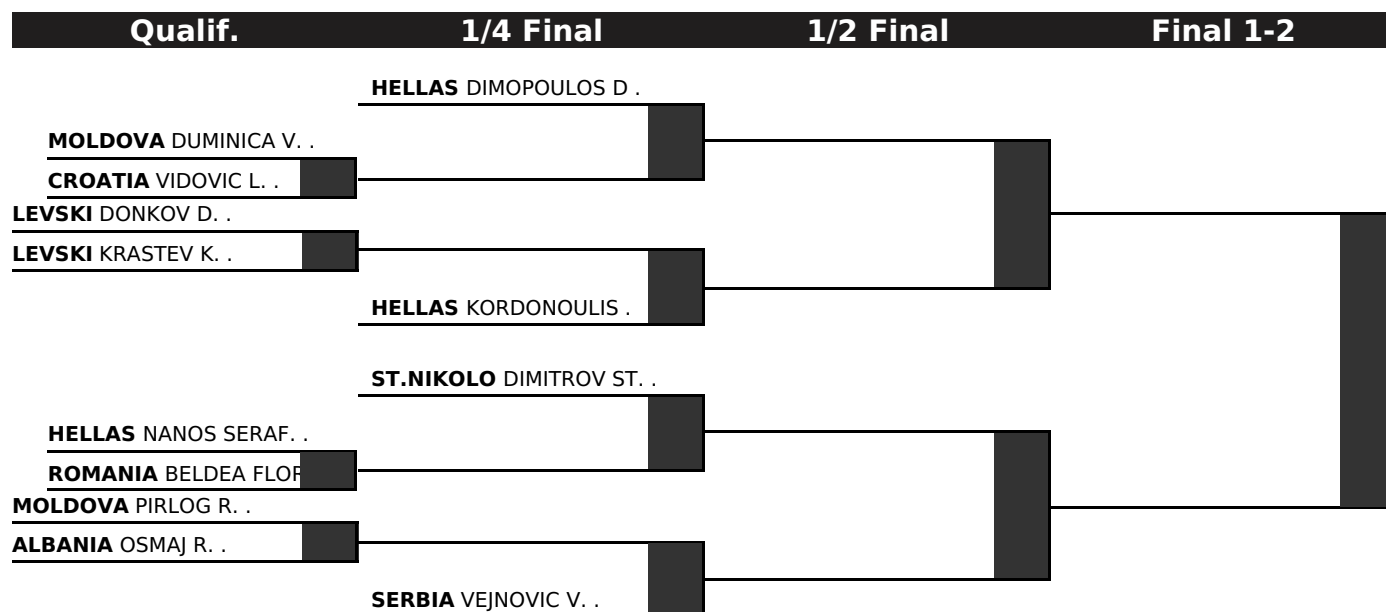 Qualif. 1/4 Final 1/2 Final Final 1-2
HELLAS DIMOPOULOS D .
MOLDOVA DUMINICA V. .
CROATIA VIDOVIC L. .
LEVSKI DONKOV D. .
LEVSKI KRASTEV K. .
HELLAS KORDONOULIS .
ST.NIKOLO DIMITROV ST. .
HELLAS NANOS SERAF. .
ROMANIA BELDEA FLOR
MOLDOVA PIRLOG R. .
ALBANIA OSMAJ R. .
SERBIA VEJNOVIC V. .